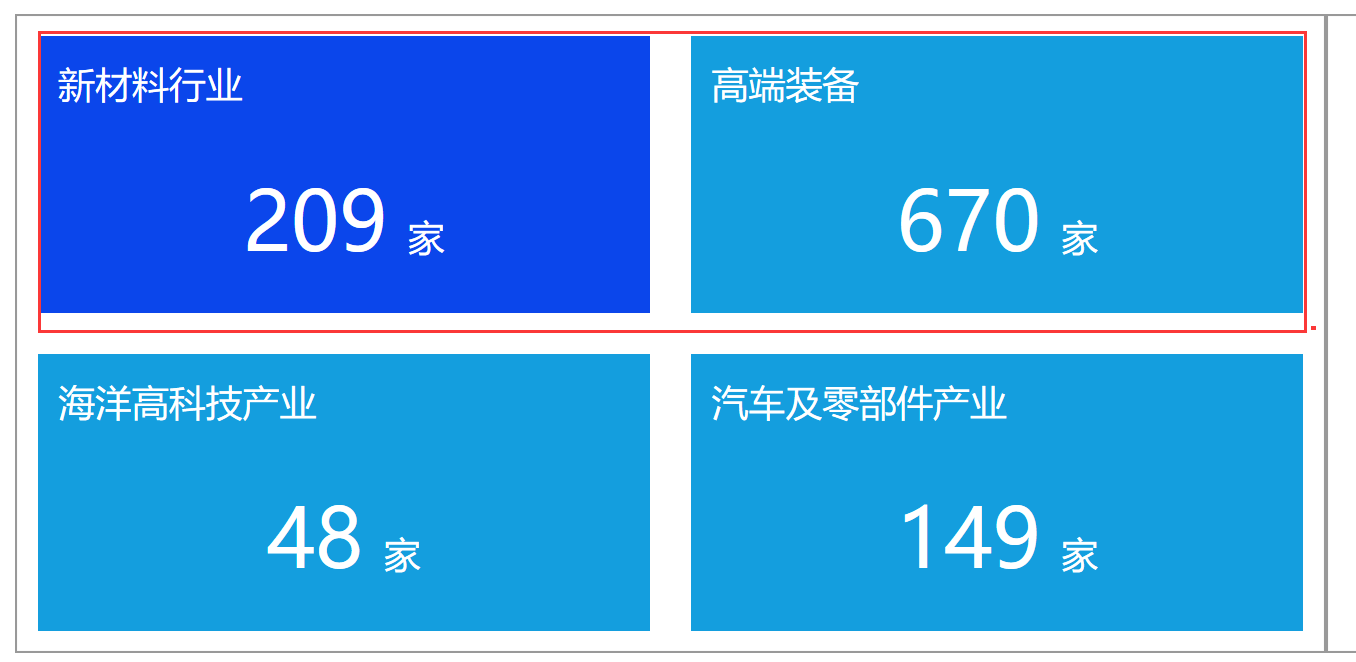 新材料行业
209 家
高端装备
670 家
海洋高科技产业
48 家
汽车及零部件产业
149 家